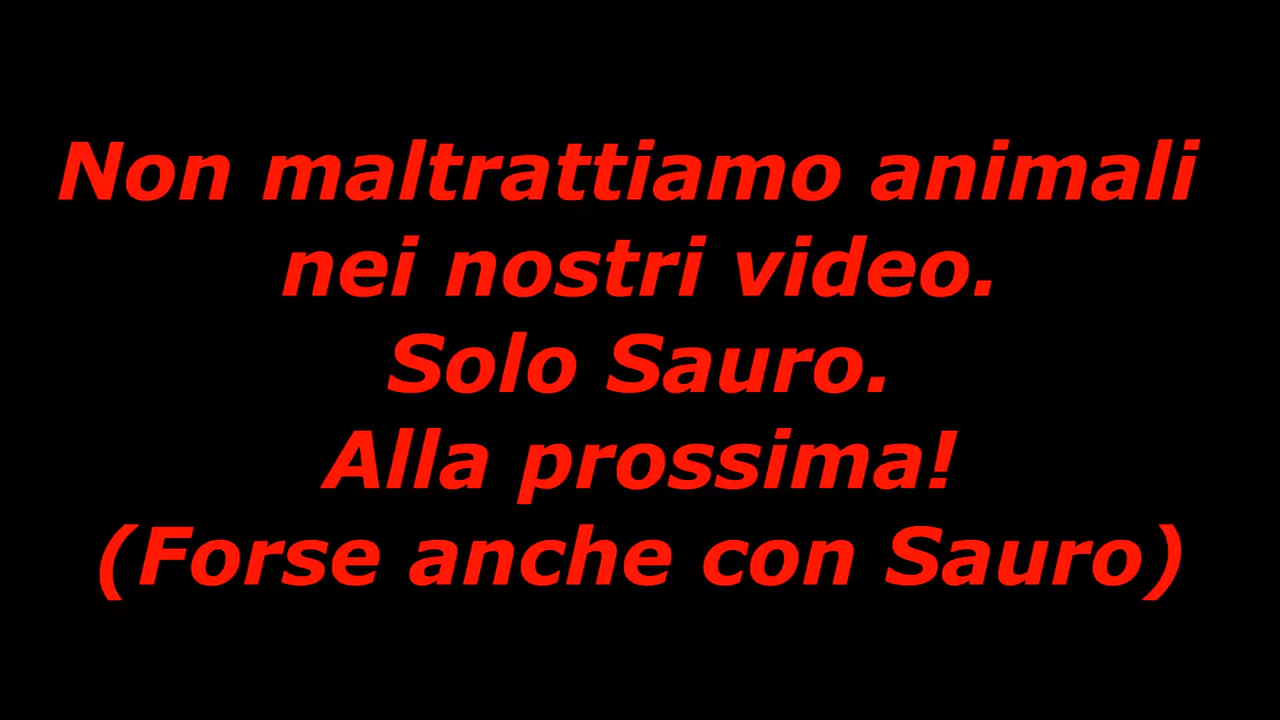 Non maltrattiamo animali
nei nostri video.
Solo Sauro.
Alla prossima!
(Forse anche con Sauro)